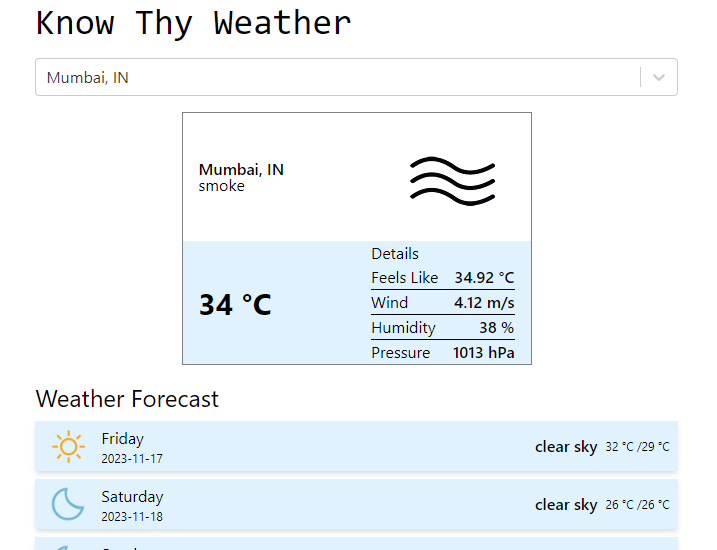 Know Thy Weather
Mumbai, IN
Mumbai, IN
smoke
34 °C
Details
Feels Like 34.92 °C
Wind 4.12 m/s
Humidity 38 %
Pressure 1013 hPa
Weather Forecast
Friday
2023-11-17
clear sky 32 °C /29 °C
Saturday
2023-11-18
clear sky 26 °C /26 °C